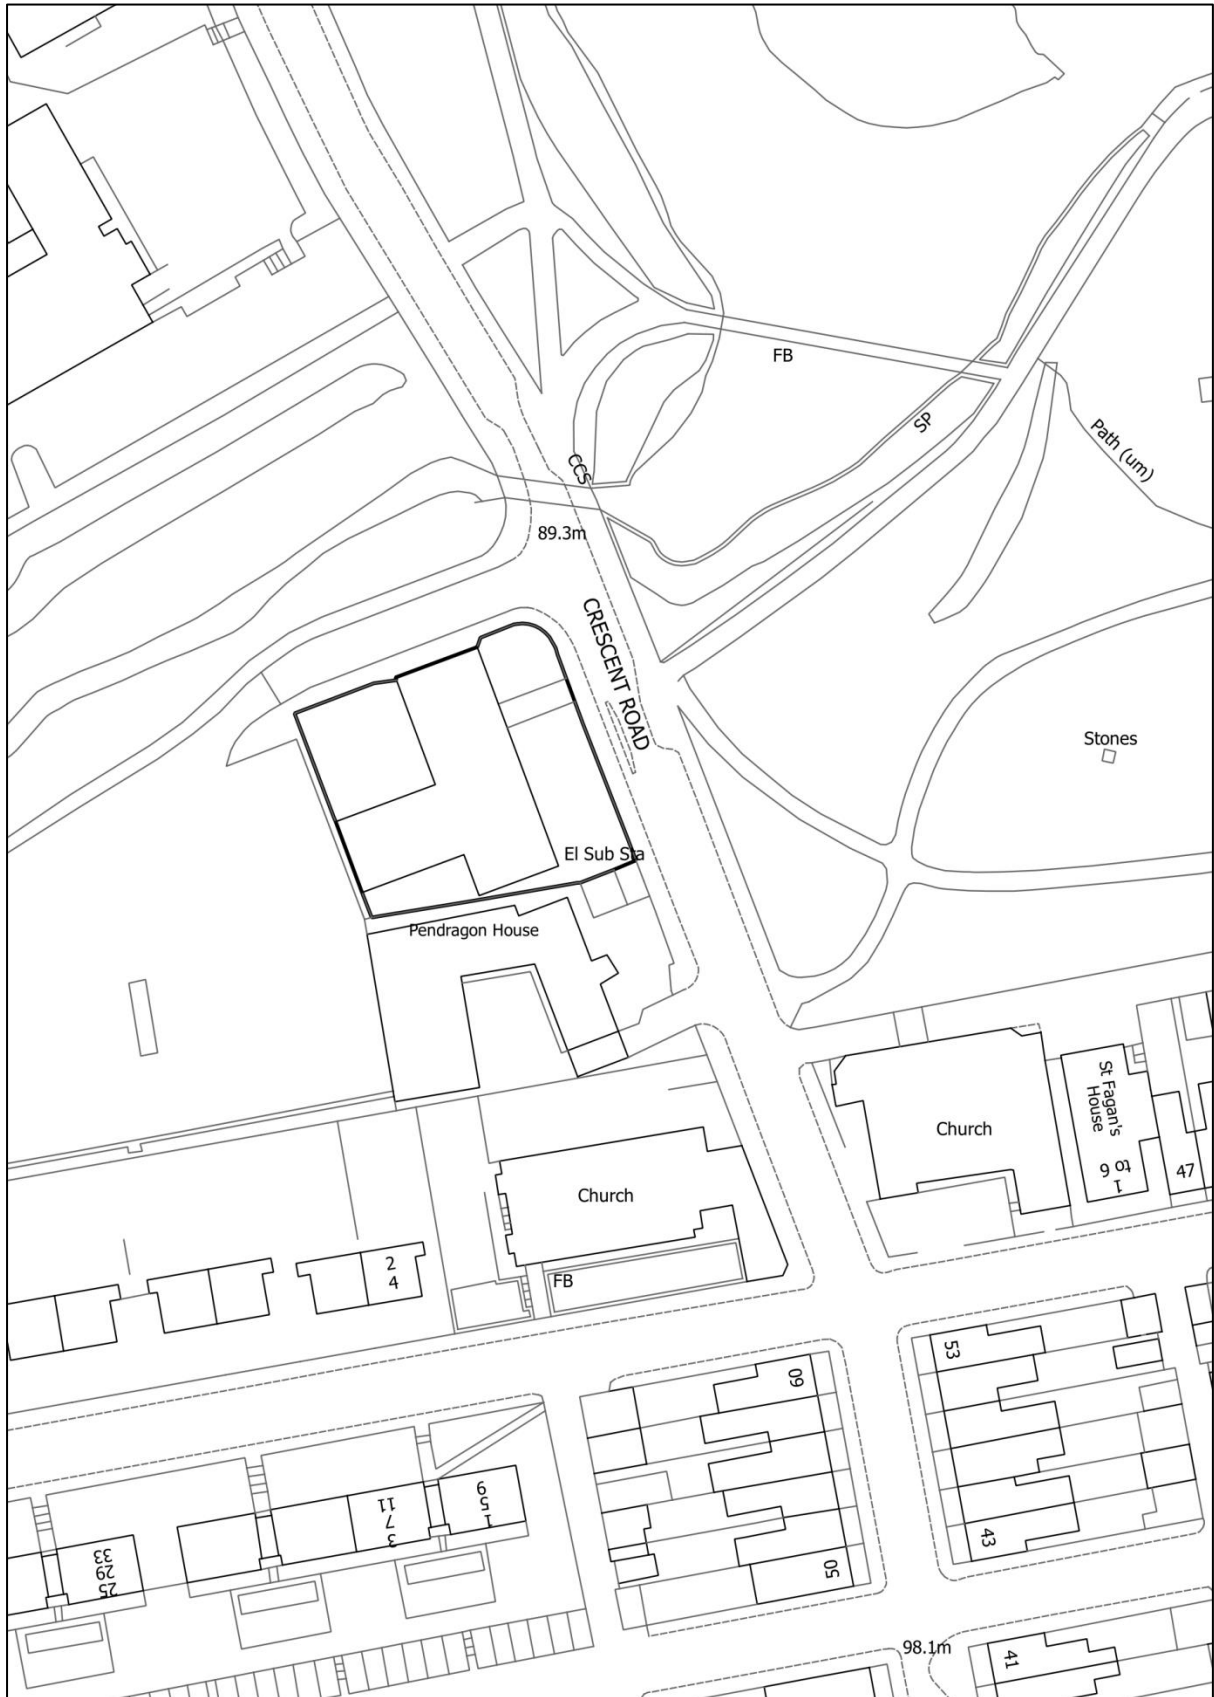 FB
SP
Path (um)
CCS
89.3m
CRESCENT ROAD
Stones
El Sub Sta
Pendragon House
St Fagan's
House
1
to
6
Church
47
Church
2
4
FB
53
60
9
5
1
11
7
3
33
29
25
43
50
98.1m
41